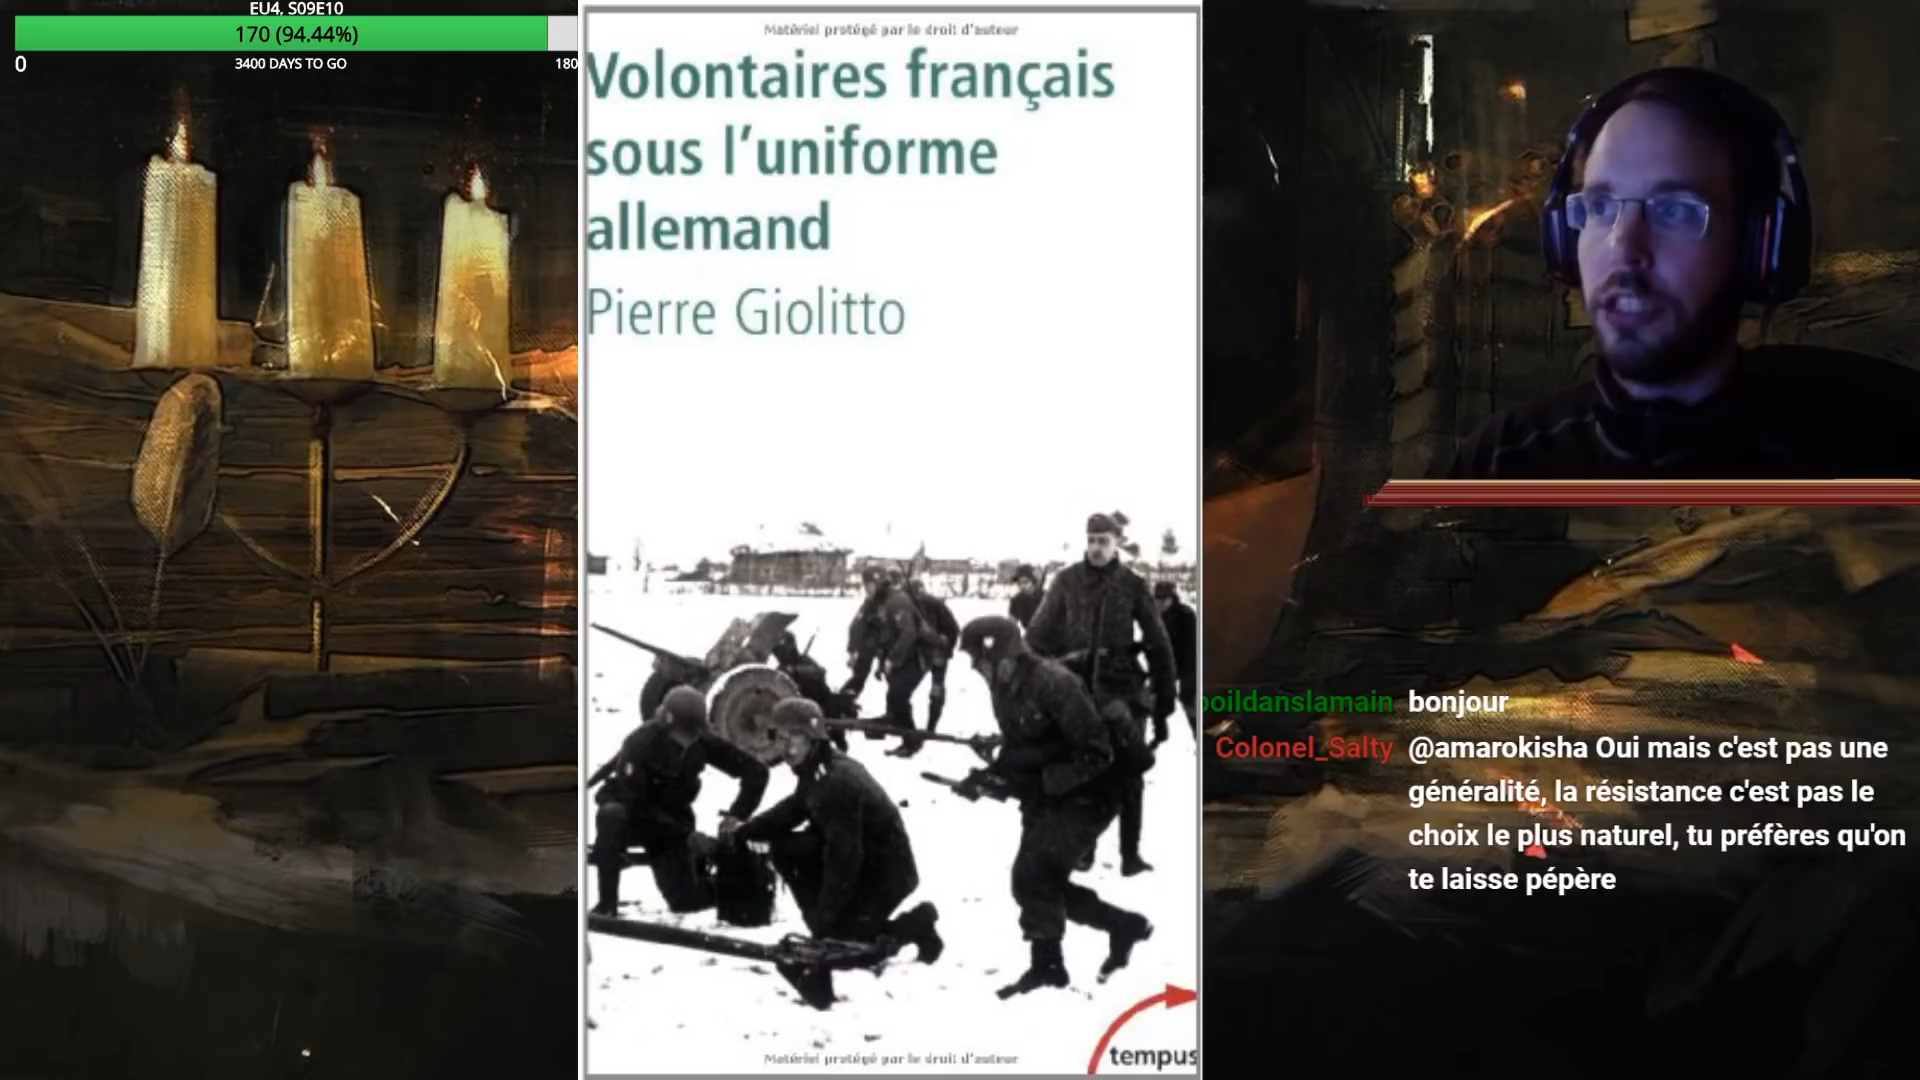 EU4, S09E10
170 (94.44%)
0
3400 DAYS TO GO
180
Matériel protégé par le droit d'auteur
Volontaires français
sous l'uniforme
allemand
Pierre Giolitto
tempus
Matériel protégé par le droit d'auteur
poildanslamain bonjour
Colonel_Salty @amarokisha Oui mais c'est pas une
généralité, la résistance c'est pas le
choix le plus naturel, tu préfères qu'on
te laisse pépère